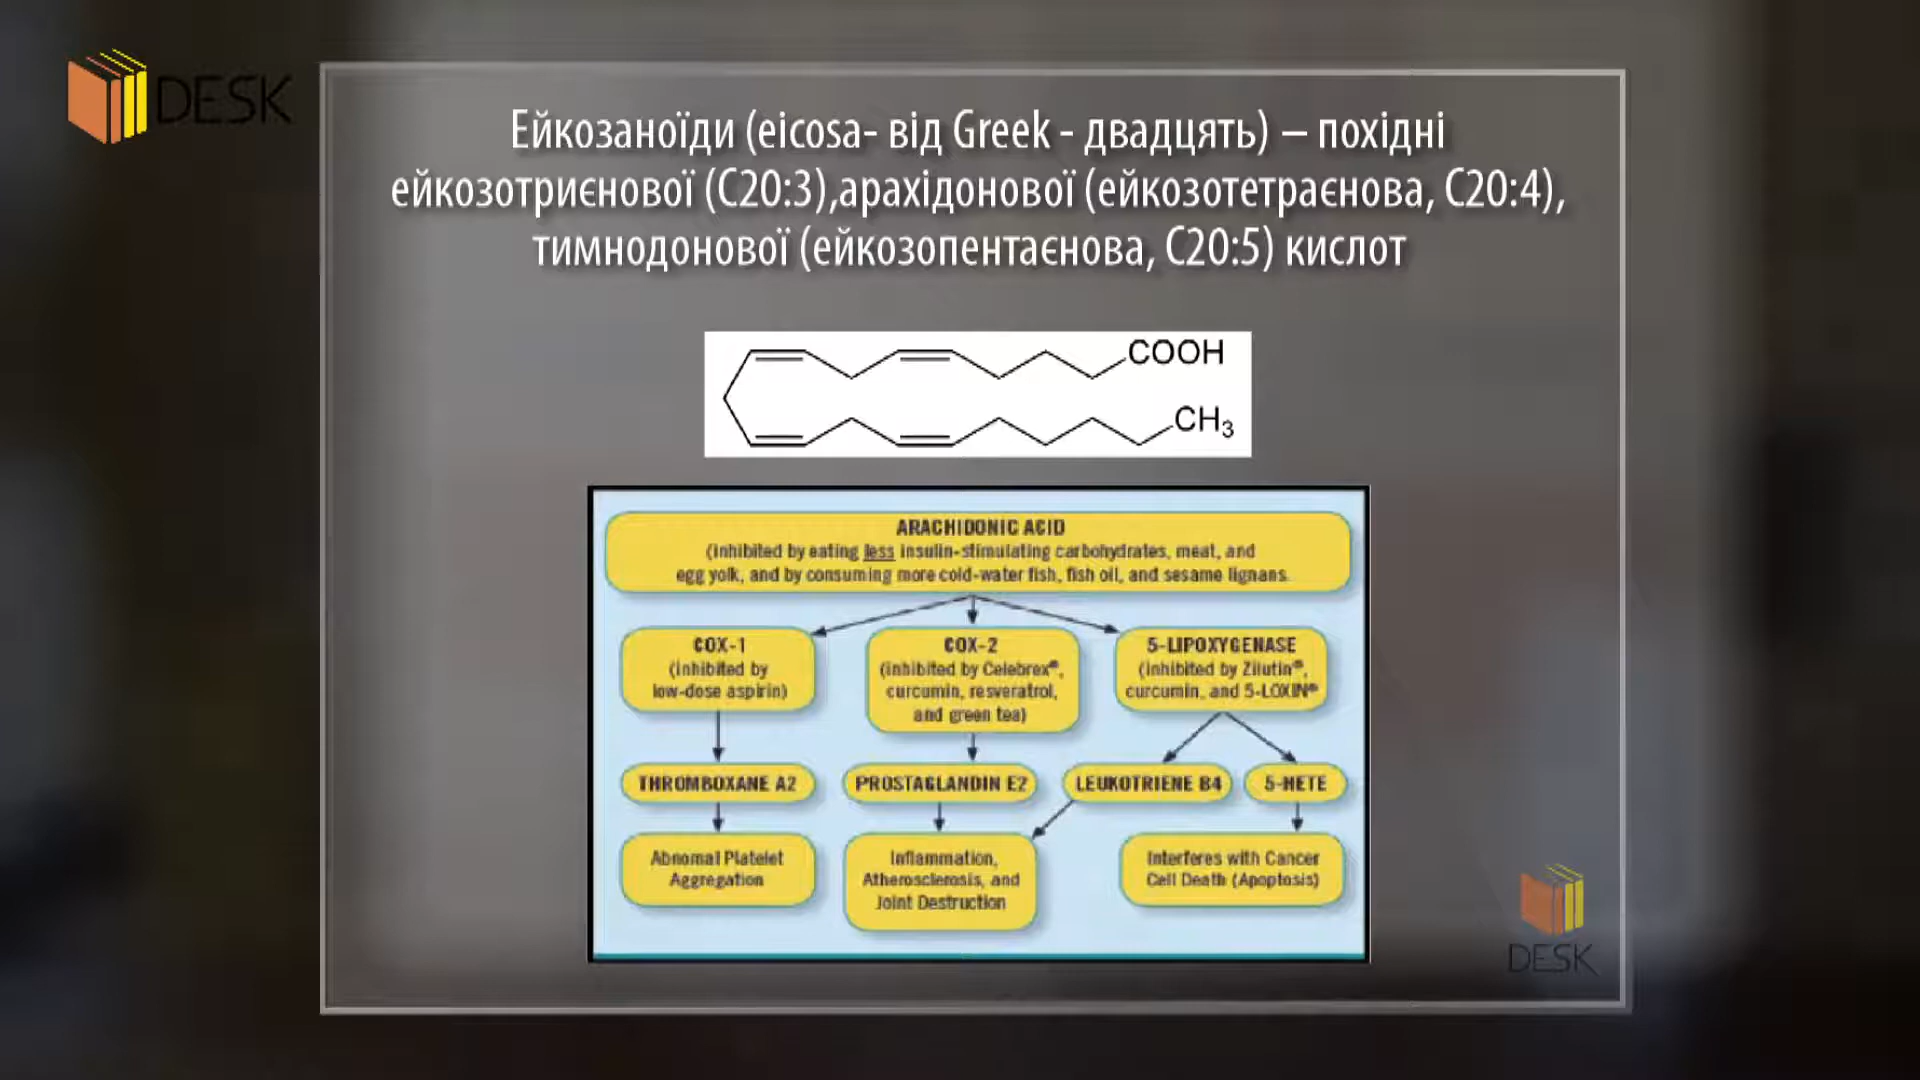 DESK
Ейкозаноїди (eicosa- від Greek - двадцять) – похідні
ейкозотриєнової (С20:3),арахідонової (ейкозотетраєнова, С20:4),
тимнодонової (ейкозопентаєнова, С20:5) кислот
COOH
CH3
ARACHIDONIC ACID
(inhibited by eating less insulin-stimulating carbohydrates, meat, and
egg yolk, and by consuming more cold-water fish, fish oil, and sesame lignans.
COX-1
(inhibited by
low-dose aspirin)
COX-2
(inhibited by Celebrex®,
curcumin, resveratrol,
and green tea)
5-LIPOXYGENASE
(inhibited by Zilutin®,
curcumin, and 5-LOXIN®
THROMBOXANE A2
PROSTAGLANDIN E2
LEUKOTRIENE B4
5-HETE
Abnomal Platelet
Aggregation
Inflammation,
Atherosclerosis, and
Joint Destruction
Interferes with Cancer
Cell Death (Apoptosis)
DESK